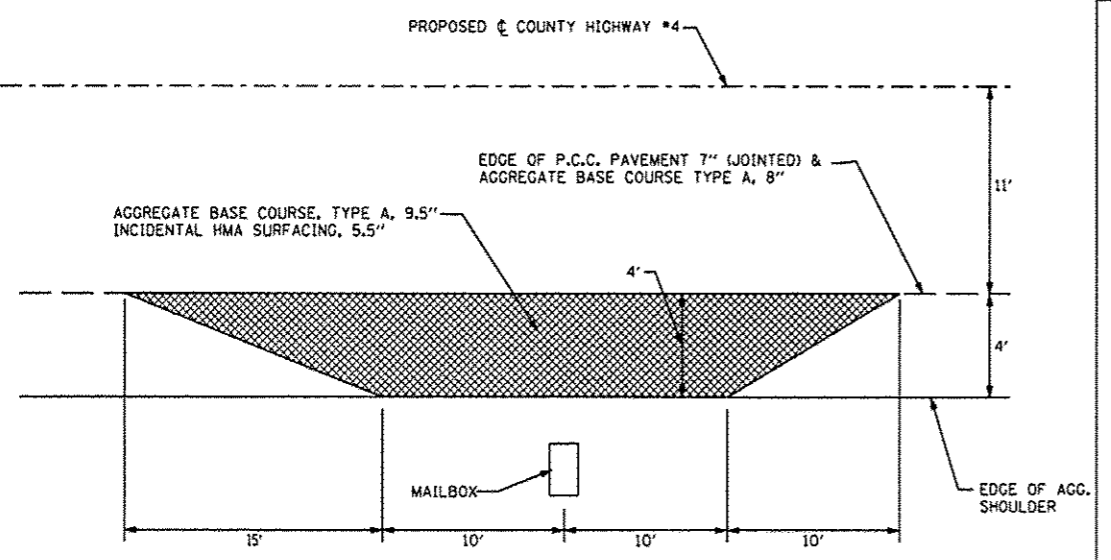 PROPOSED ℄ COUNTY HIGHWAY #4
EDGE OF P.C.C. PAVEMENT 7" (JOINTED) &
AGGREGATE BASE COURSE TYPE A, 8"
11'
AGGREGATE BASE COURSE, TYPE A, 9.5"
INCIDENTAL HMA SURFACING, 5.5"
4'
4'
MAILBOX
EDGE OF AGG.
SHOULDER
15'
10'
10'
10'